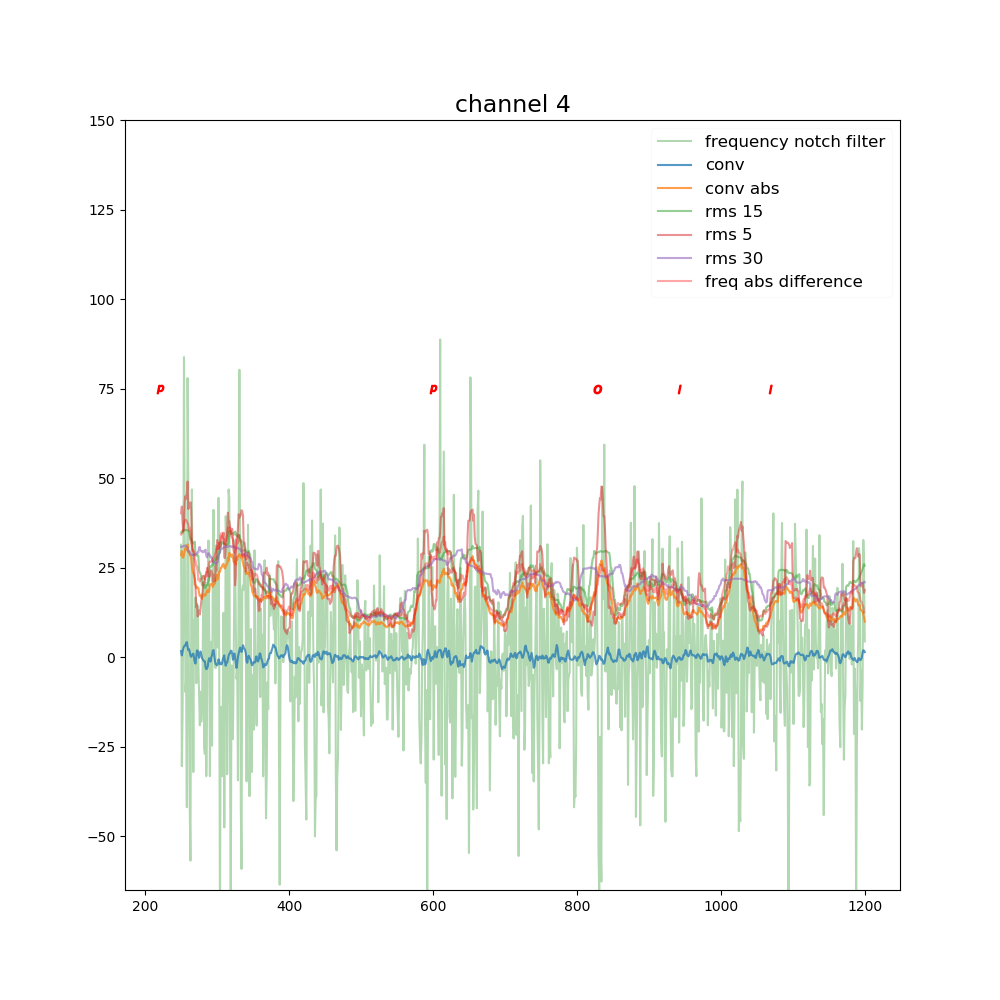 channel 4
150
125
100
75
50
25
0
−25
−50
frequency notch filter
conv
conv abs
rms 15
rms 5
rms 30
freq abs difference
P P O I I
200 400 600 800 1000 1200